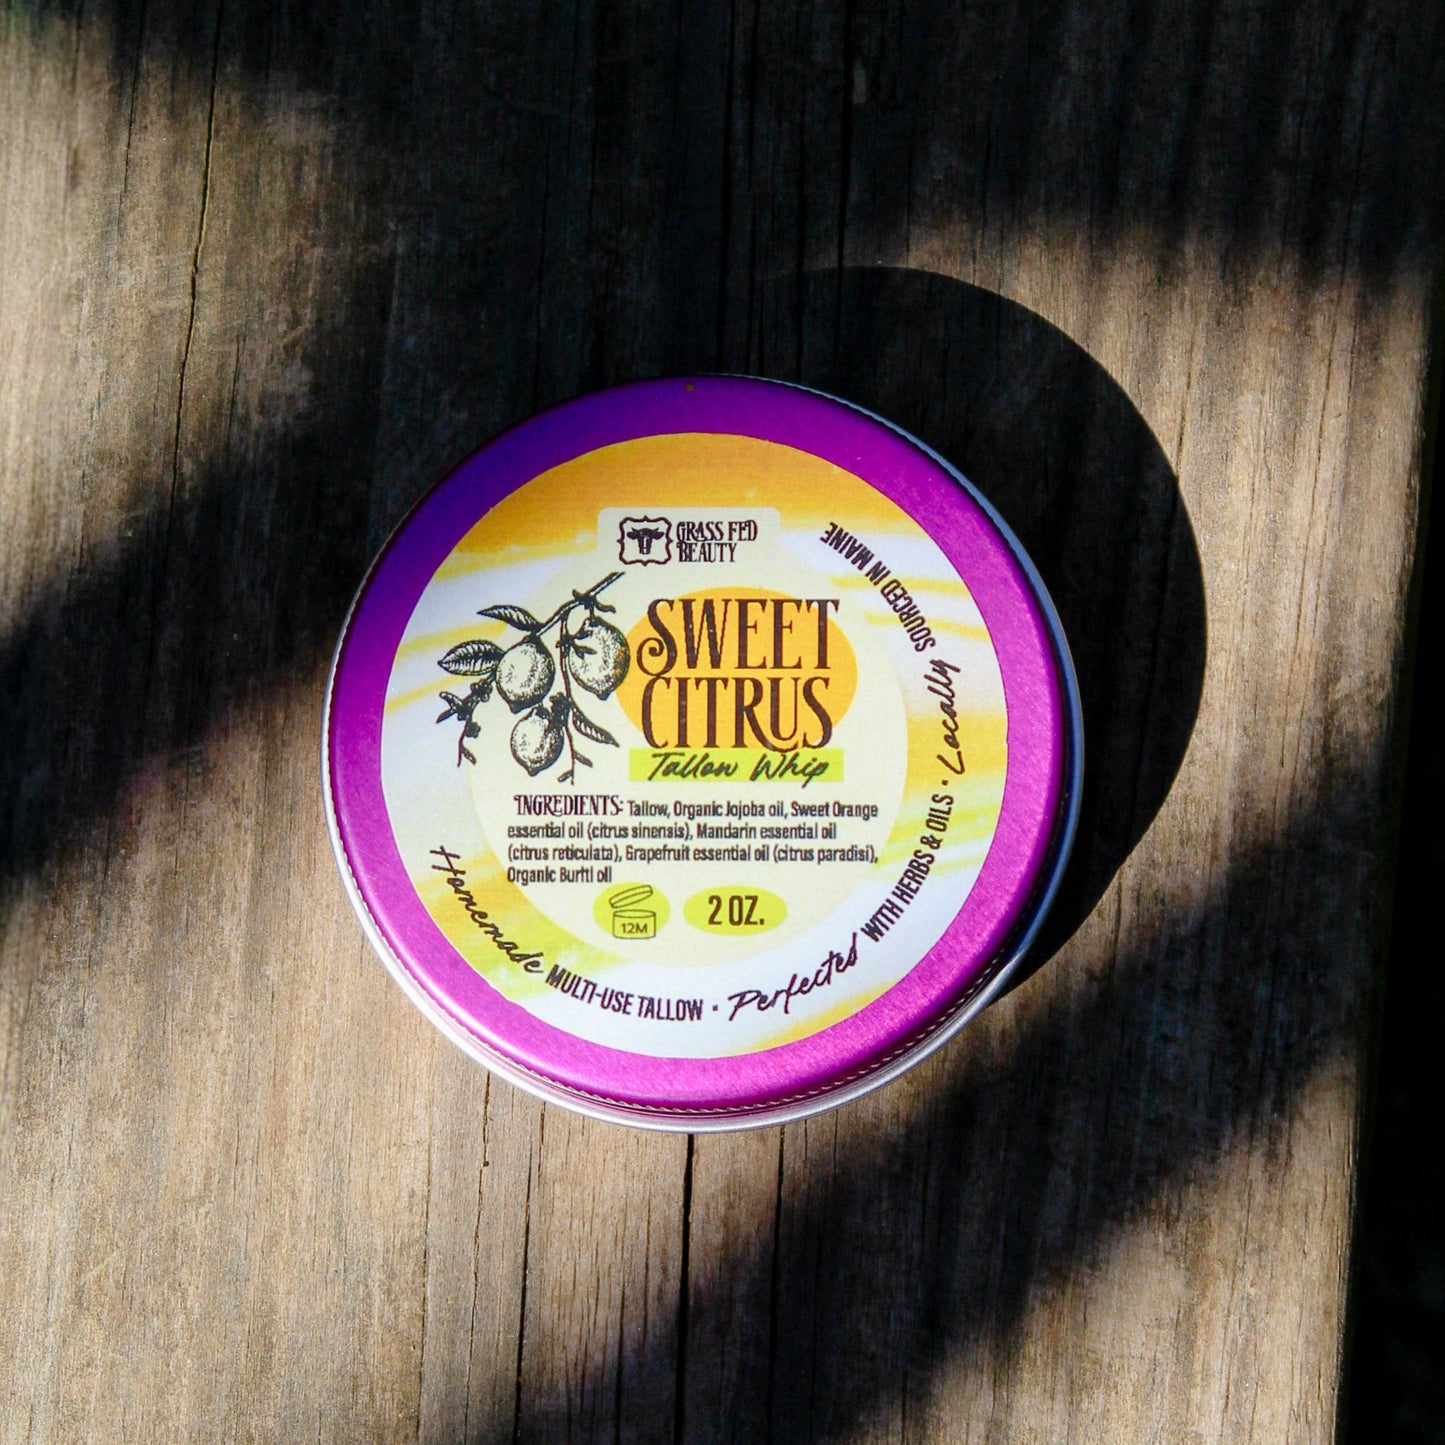 GRASS FED
BEAUTY
SWEET
CITRUS
Tallow Whip
INGREDIENTS: Tallow, Organic Jojoba oil, Sweet Orange
essential oil (citrus sinensis), Mandarin essential oil
(citrus reticulata), Grapefruit essential oil (citrus paradisi),
Organic Buriti oil
12M
2 OZ.
Homemade MULTI-USE TALLOW • Perfected WITH HERBS & OILS • Locally SOURCED IN MAINE